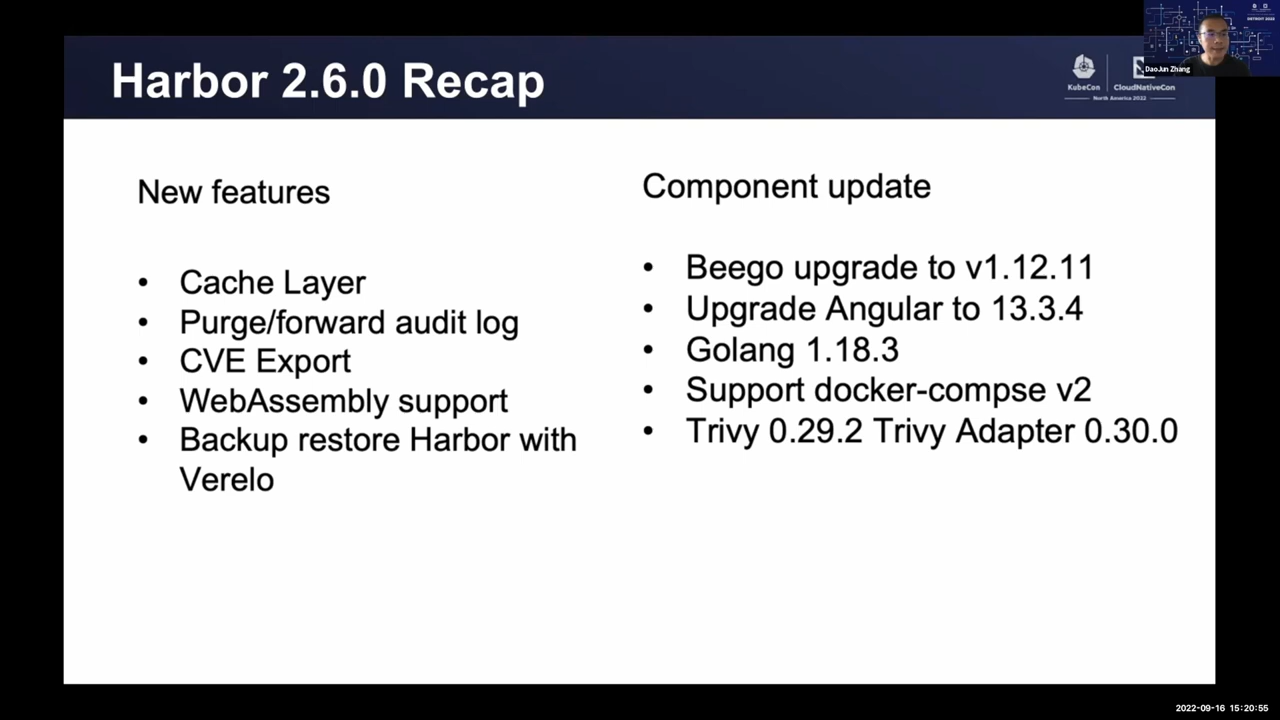 Harbor 2.6.0 Recap
KubeCon
CloudNativeCon
North America 2022
DETROIT 2022
DaoJun Zhang
New features
• Cache Layer
• Purge/forward audit log
• CVE Export
• WebAssembly support
• Backup restore Harbor with
Verelo
Component update
• Beego upgrade to v1.12.11
• Upgrade Angular to 13.3.4
• Golang 1.18.3
• Support docker-compse v2
• Trivy 0.29.2 Trivy Adapter 0.30.0
2022-09-16 15:20:55